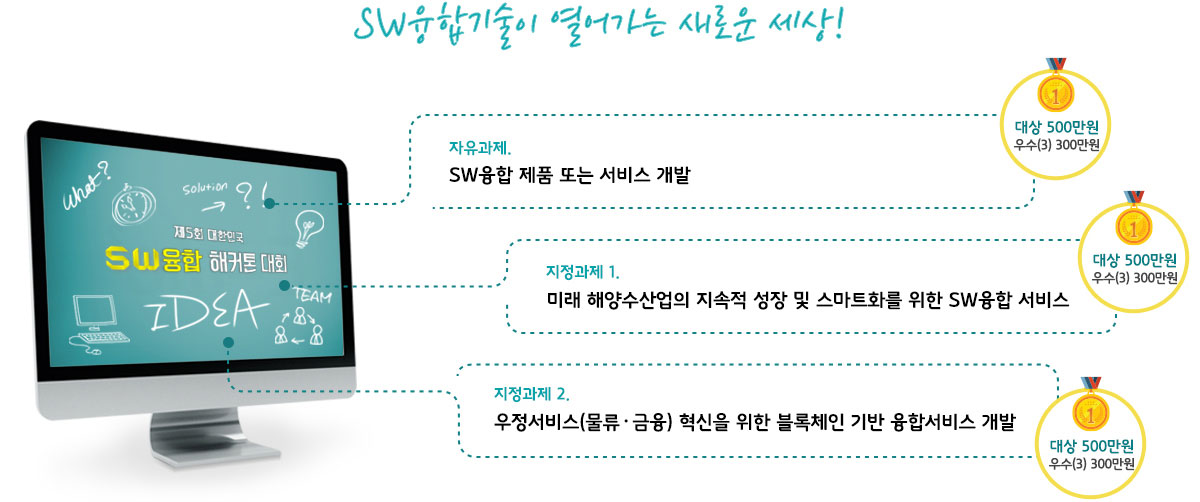 SW융합기술이 열어가는 새로운 세상!
What?
solution
→ ? !
제5회 대한민국
SW융합 해커톤 대회
IDEA
TEAM
자유과제.
SW융합 제품 또는 서비스 개발
1
대상 500만원
우수(3) 300만원
지정과제 1.
미래 해양수산업의 지속적 성장 및 스마트화를 위한 SW융합 서비스
1
대상 500만원
우수(3) 300만원
지정과제 2.
우정서비스(물류·금융) 혁신을 위한 블록체인 기반 융합서비스 개발
1
대상 500만원
우수(3) 300만원